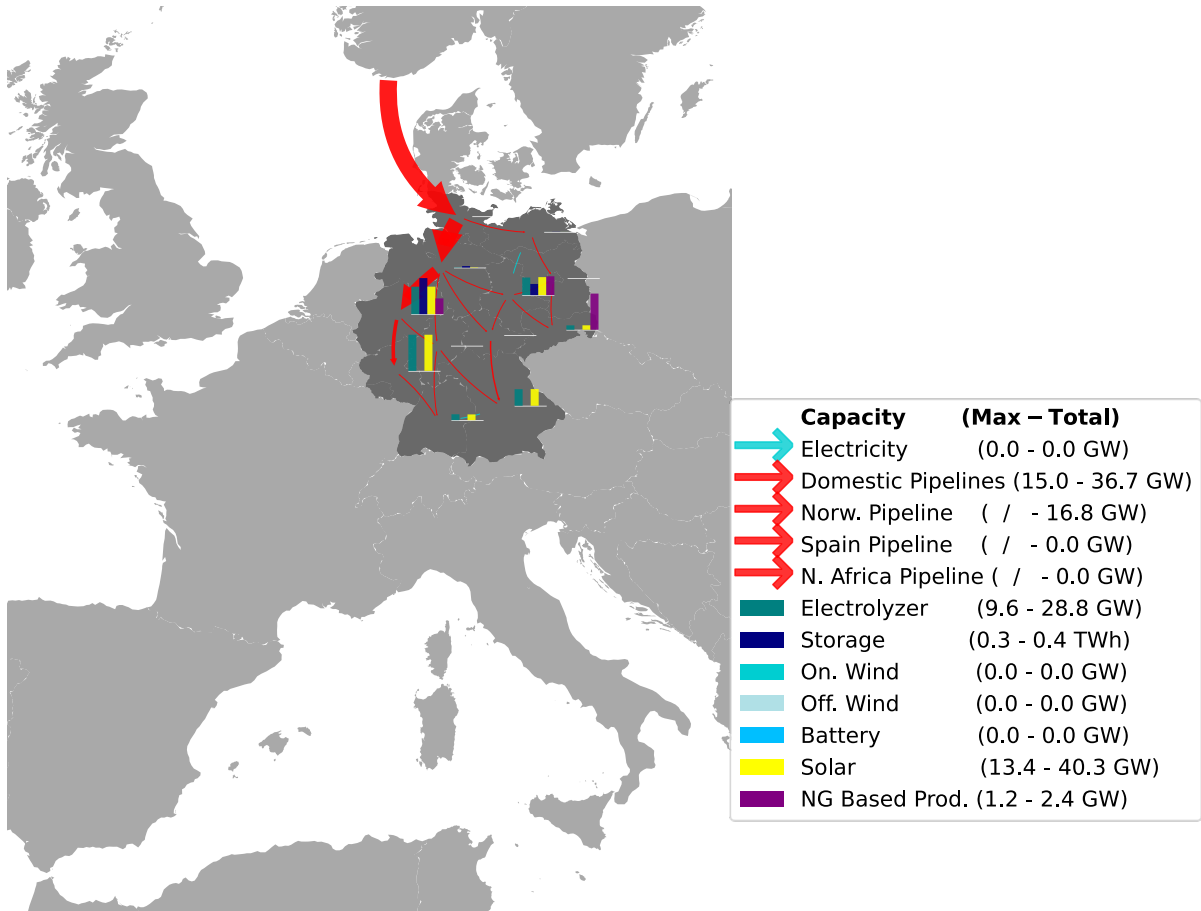 Capacity (Max − Total)
Electricity (0.0 - 0.0 GW)
Domestic Pipelines (15.0 - 36.7 GW)
Norw. Pipeline ( / - 16.8 GW)
Spain Pipeline ( / - 0.0 GW)
N. Africa Pipeline ( / - 0.0 GW)
Electrolyzer (9.6 - 28.8 GW)
Storage (0.3 - 0.4 TWh)
On. Wind (0.0 - 0.0 GW)
Off. Wind (0.0 - 0.0 GW)
Battery (0.0 - 0.0 GW)
Solar (13.4 - 40.3 GW)
NG Based Prod. (1.2 - 2.4 GW)